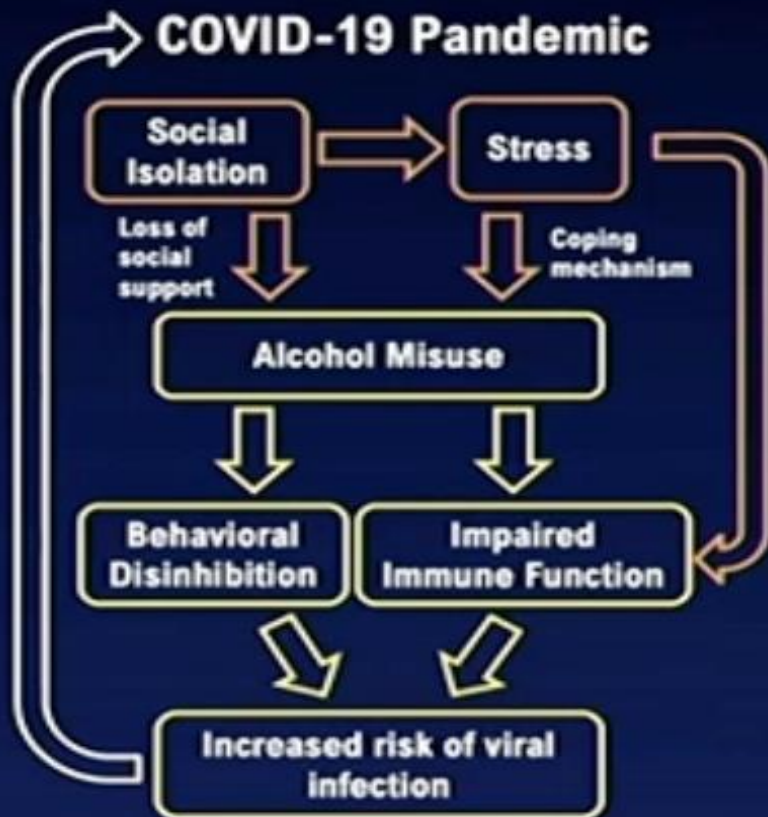 COVID-19 Pandemic
Social
Isolation
Stress
Loss of
social
support
Coping
mechanism
Alcohol Misuse
Behavioral
Disinhibition
Impaired
Immune Function
Increased risk of viral
infection